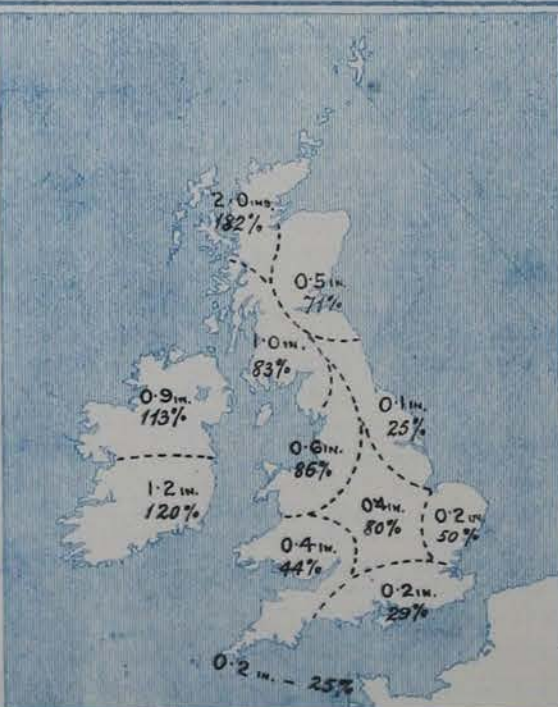 2.0 INS.
182%
0.5 IN.
71%
1.0 IN.
83%
0.9 IN.
113%
0.1 IN.
25%
0.6 IN.
86%
1.2 IN.
120%
0.4 IN.
80%
0.2 IN.
50%
0.4 IN.
44%
0.2 IN.
29%
0.2 IN. - 25%